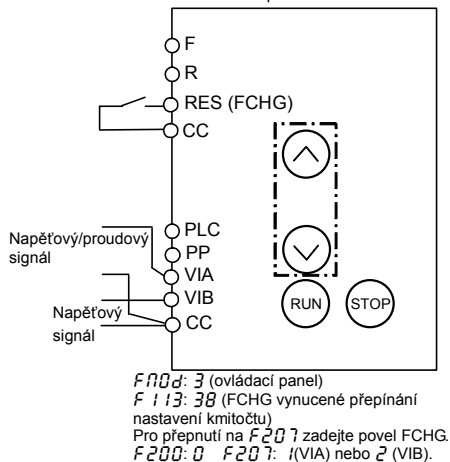 F
R
RES (FCHG)
CC
PLC
PP
VIA
VIB
CC
Napěťový/proudový
signál
Napěťový
signál
RUN
STOP
FMOd: 3 (ovládací panel)
F113: 38 (FCHG vynucené přepínání
nastavení kmitočtu)
Pro přepnutí na F207 zadejte povel FCHG.
F200: 0 F207: 1(VIA) nebo 2 (VIB).